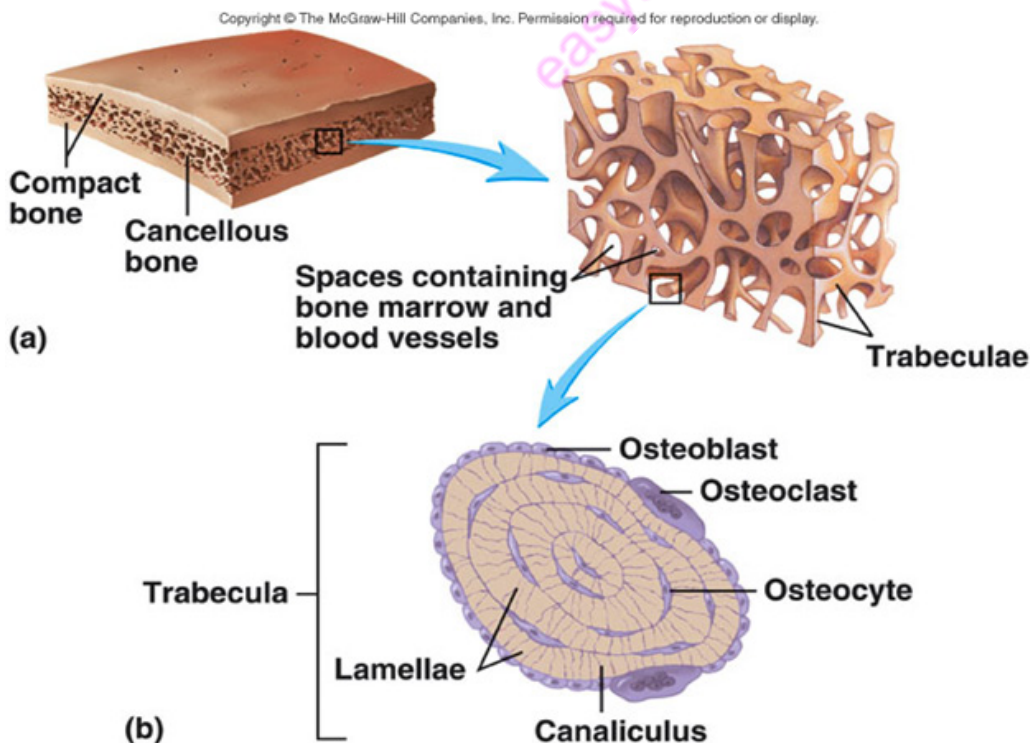 Copyright © The McGraw-Hill Companies, Inc. Permission required for reproduction or display.
easy
Compact
bone
Cancellous
bone
Spaces containing
bone marrow and
blood vessels
Trabeculae
(a)
Osteoblast
Osteoclast
Trabecula
Osteocyte
Lamellae
Canaliculus
(b)